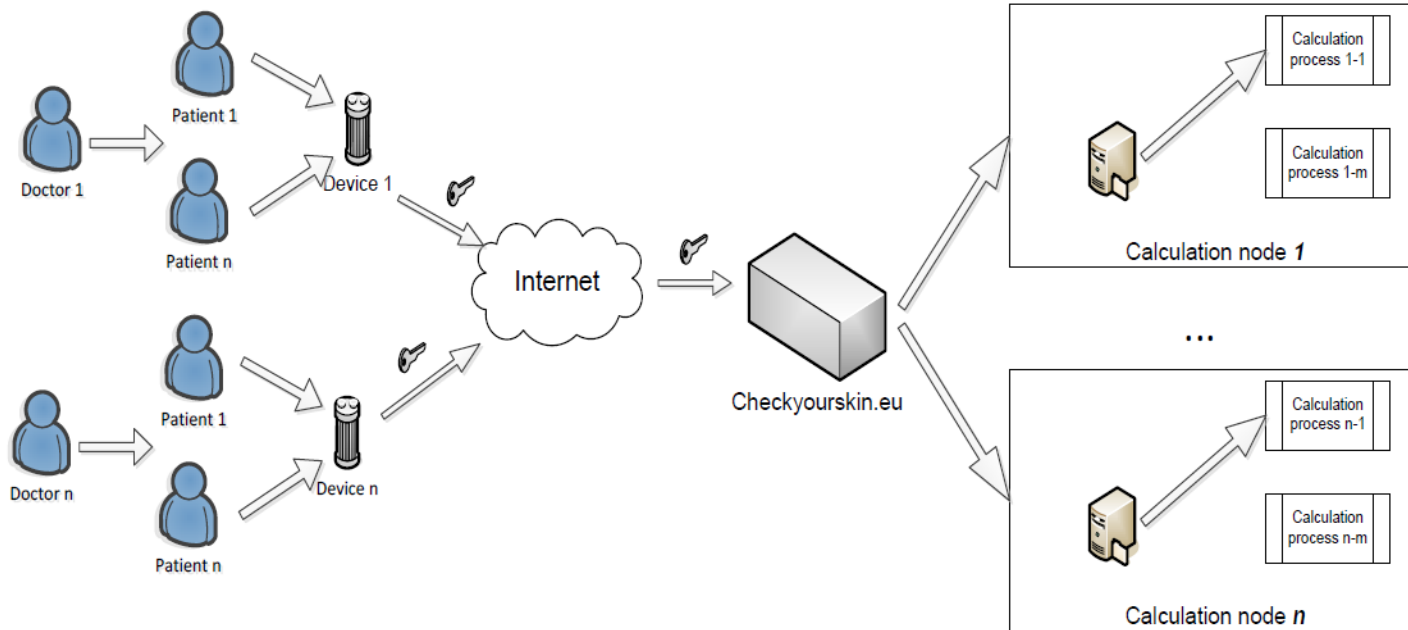 Patient 1
Doctor 1
Device 1
Patient n
Internet
Checkyourskin.eu
Patient 1
Doctor n
Device n
Patient n
Calculation
process 1-1
Calculation
process 1-m
Calculation node 1
...
Calculation
process n-1
Calculation
process n-m
Calculation node n